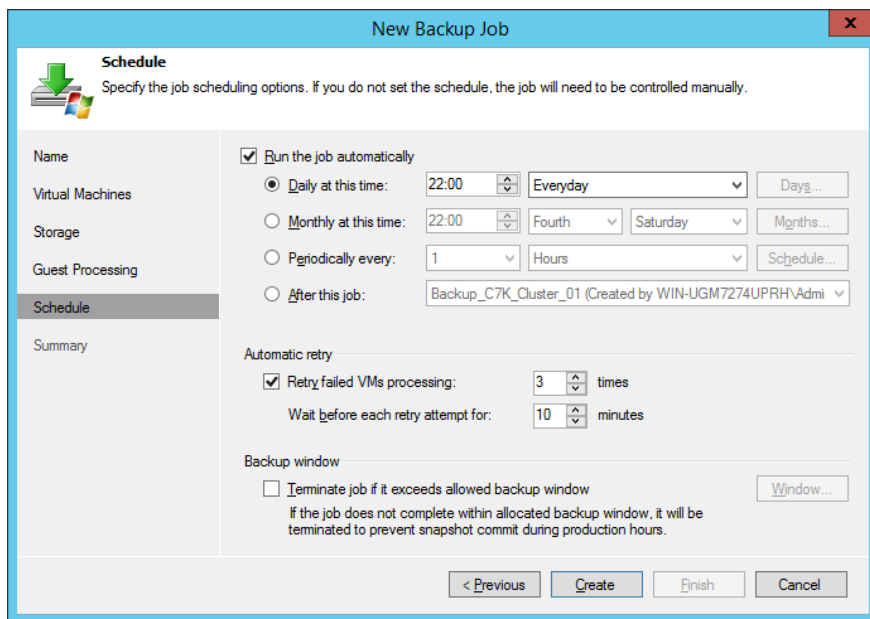 New Backup Job
x
Schedule
Specify the job scheduling options. If you do not set the schedule, the job will need to be controlled manually.
Name
Virtual Machines
Storage
Guest Processing
Schedule
Summary
Run the job automatically
Daily at this time: 22:00 Everyday Days...
Monthly at this time: 22:00 Fourth Saturday Months...
Periodically every: 1 Hours Schedule...
After this job: Backup_C7K_Cluster_01 (Created by WIN-UGM7274UPRH\Admi
Automatic retry
Retry failed VMs processing: 3 times
Wait before each retry attempt for: 10 minutes
Backup window
Terminate job if it exceeds allowed backup window Window...
If the job does not complete within allocated backup window, it will be
terminated to prevent snapshot commit during production hours.
< Previous Create Finish Cancel